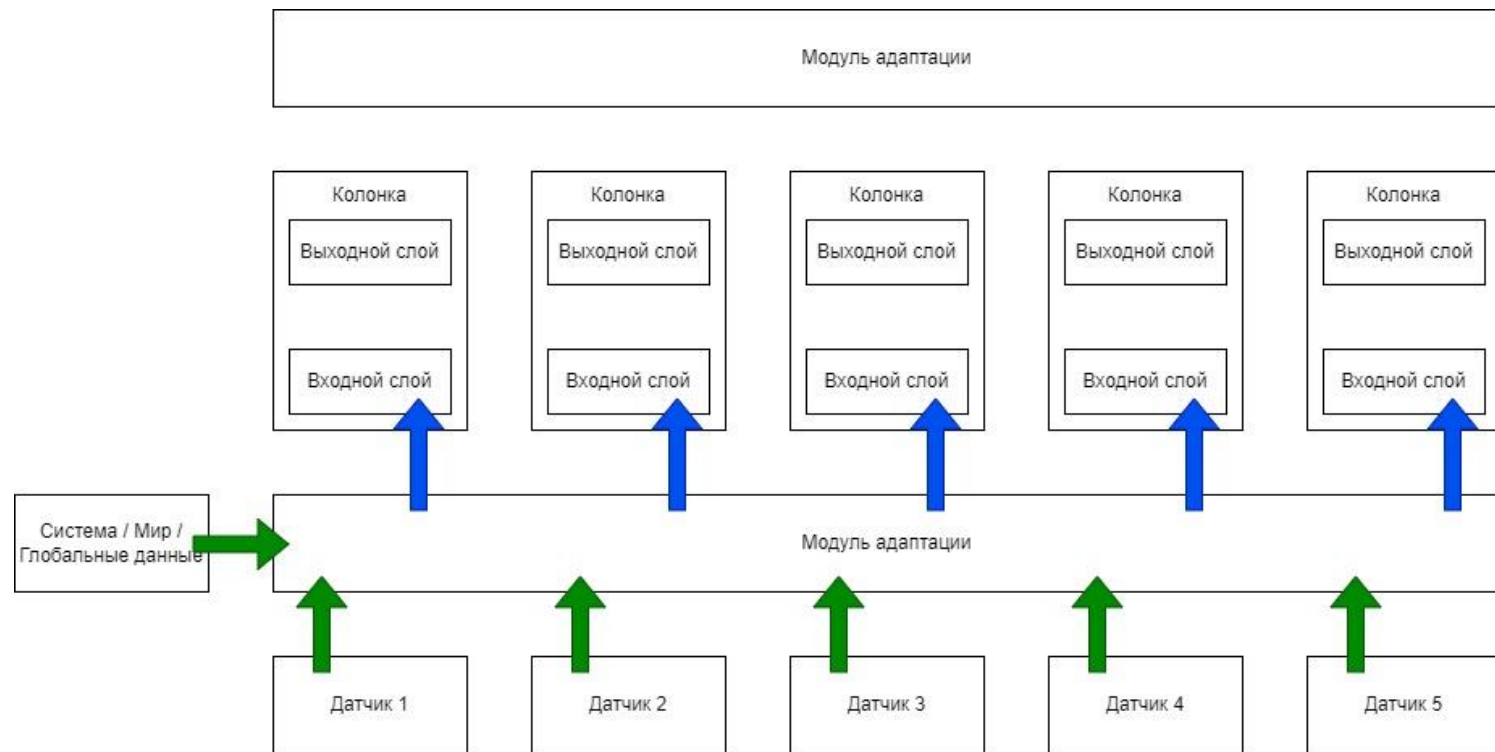 Модуль адаптации
Колонка Колонка Колонка Колонка Колонка
Выходной слой Выходной слой Выходной слой Выходной слой Выходной слой
Входной слой Входной слой Входной слой Входной слой Входной слой
Система / Мир /
Глобальные данные
Модуль адаптации
Датчик 1 Датчик 2 Датчик 3 Датчик 4 Датчик 5